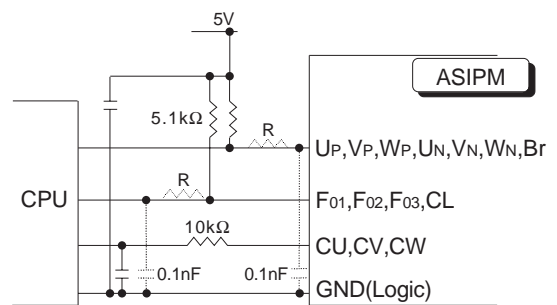 5V
ASIPM
5.1kΩ
R
UP,VP,WP,UN,VN,WN,Br
R
CPU
F01,F02,F03,CL
10kΩ
CU,CV,CW
0.1nF
0.1nF
GND(Logic)